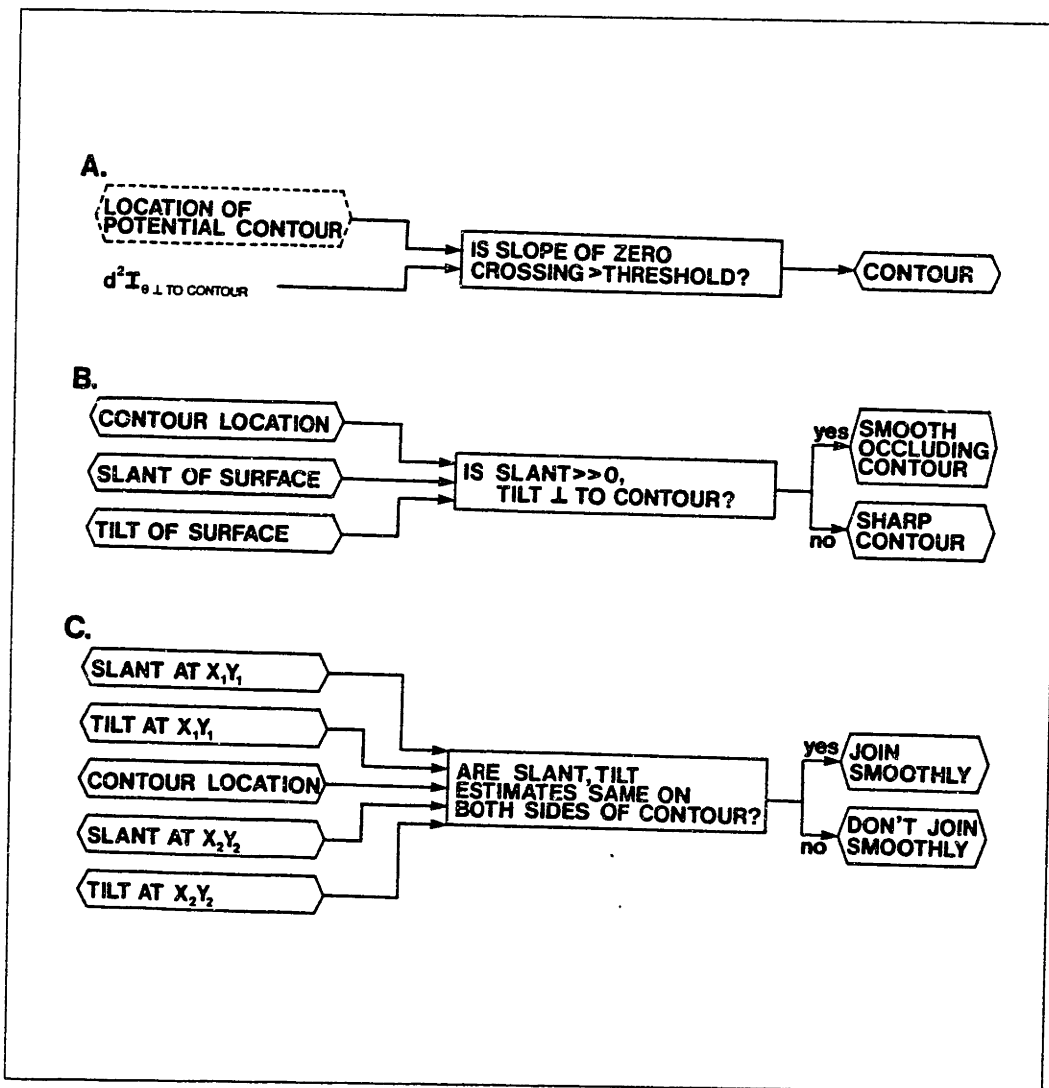 A.
LOCATION OF
POTENTIAL CONTOUR
d²I_θ ⊥ TO CONTOUR
IS SLOPE OF ZERO
CROSSING >THRESHOLD?
CONTOUR
B.
CONTOUR LOCATION
SLANT OF SURFACE
TILT OF SURFACE
IS SLANT>>0,
TILT ⊥ TO CONTOUR?
yes
SMOOTH
OCCLUDING
CONTOUR
no
SHARP
CONTOUR
C.
SLANT AT X₁Y₁
TILT AT X₁Y₁
CONTOUR LOCATION
SLANT AT X₂Y₂
TILT AT X₂Y₂
ARE SLANT, TILT
ESTIMATES SAME ON
BOTH SIDES OF CONTOUR?
yes
JOIN
SMOOTHLY
no
DON'T JOIN
SMOOTHLY